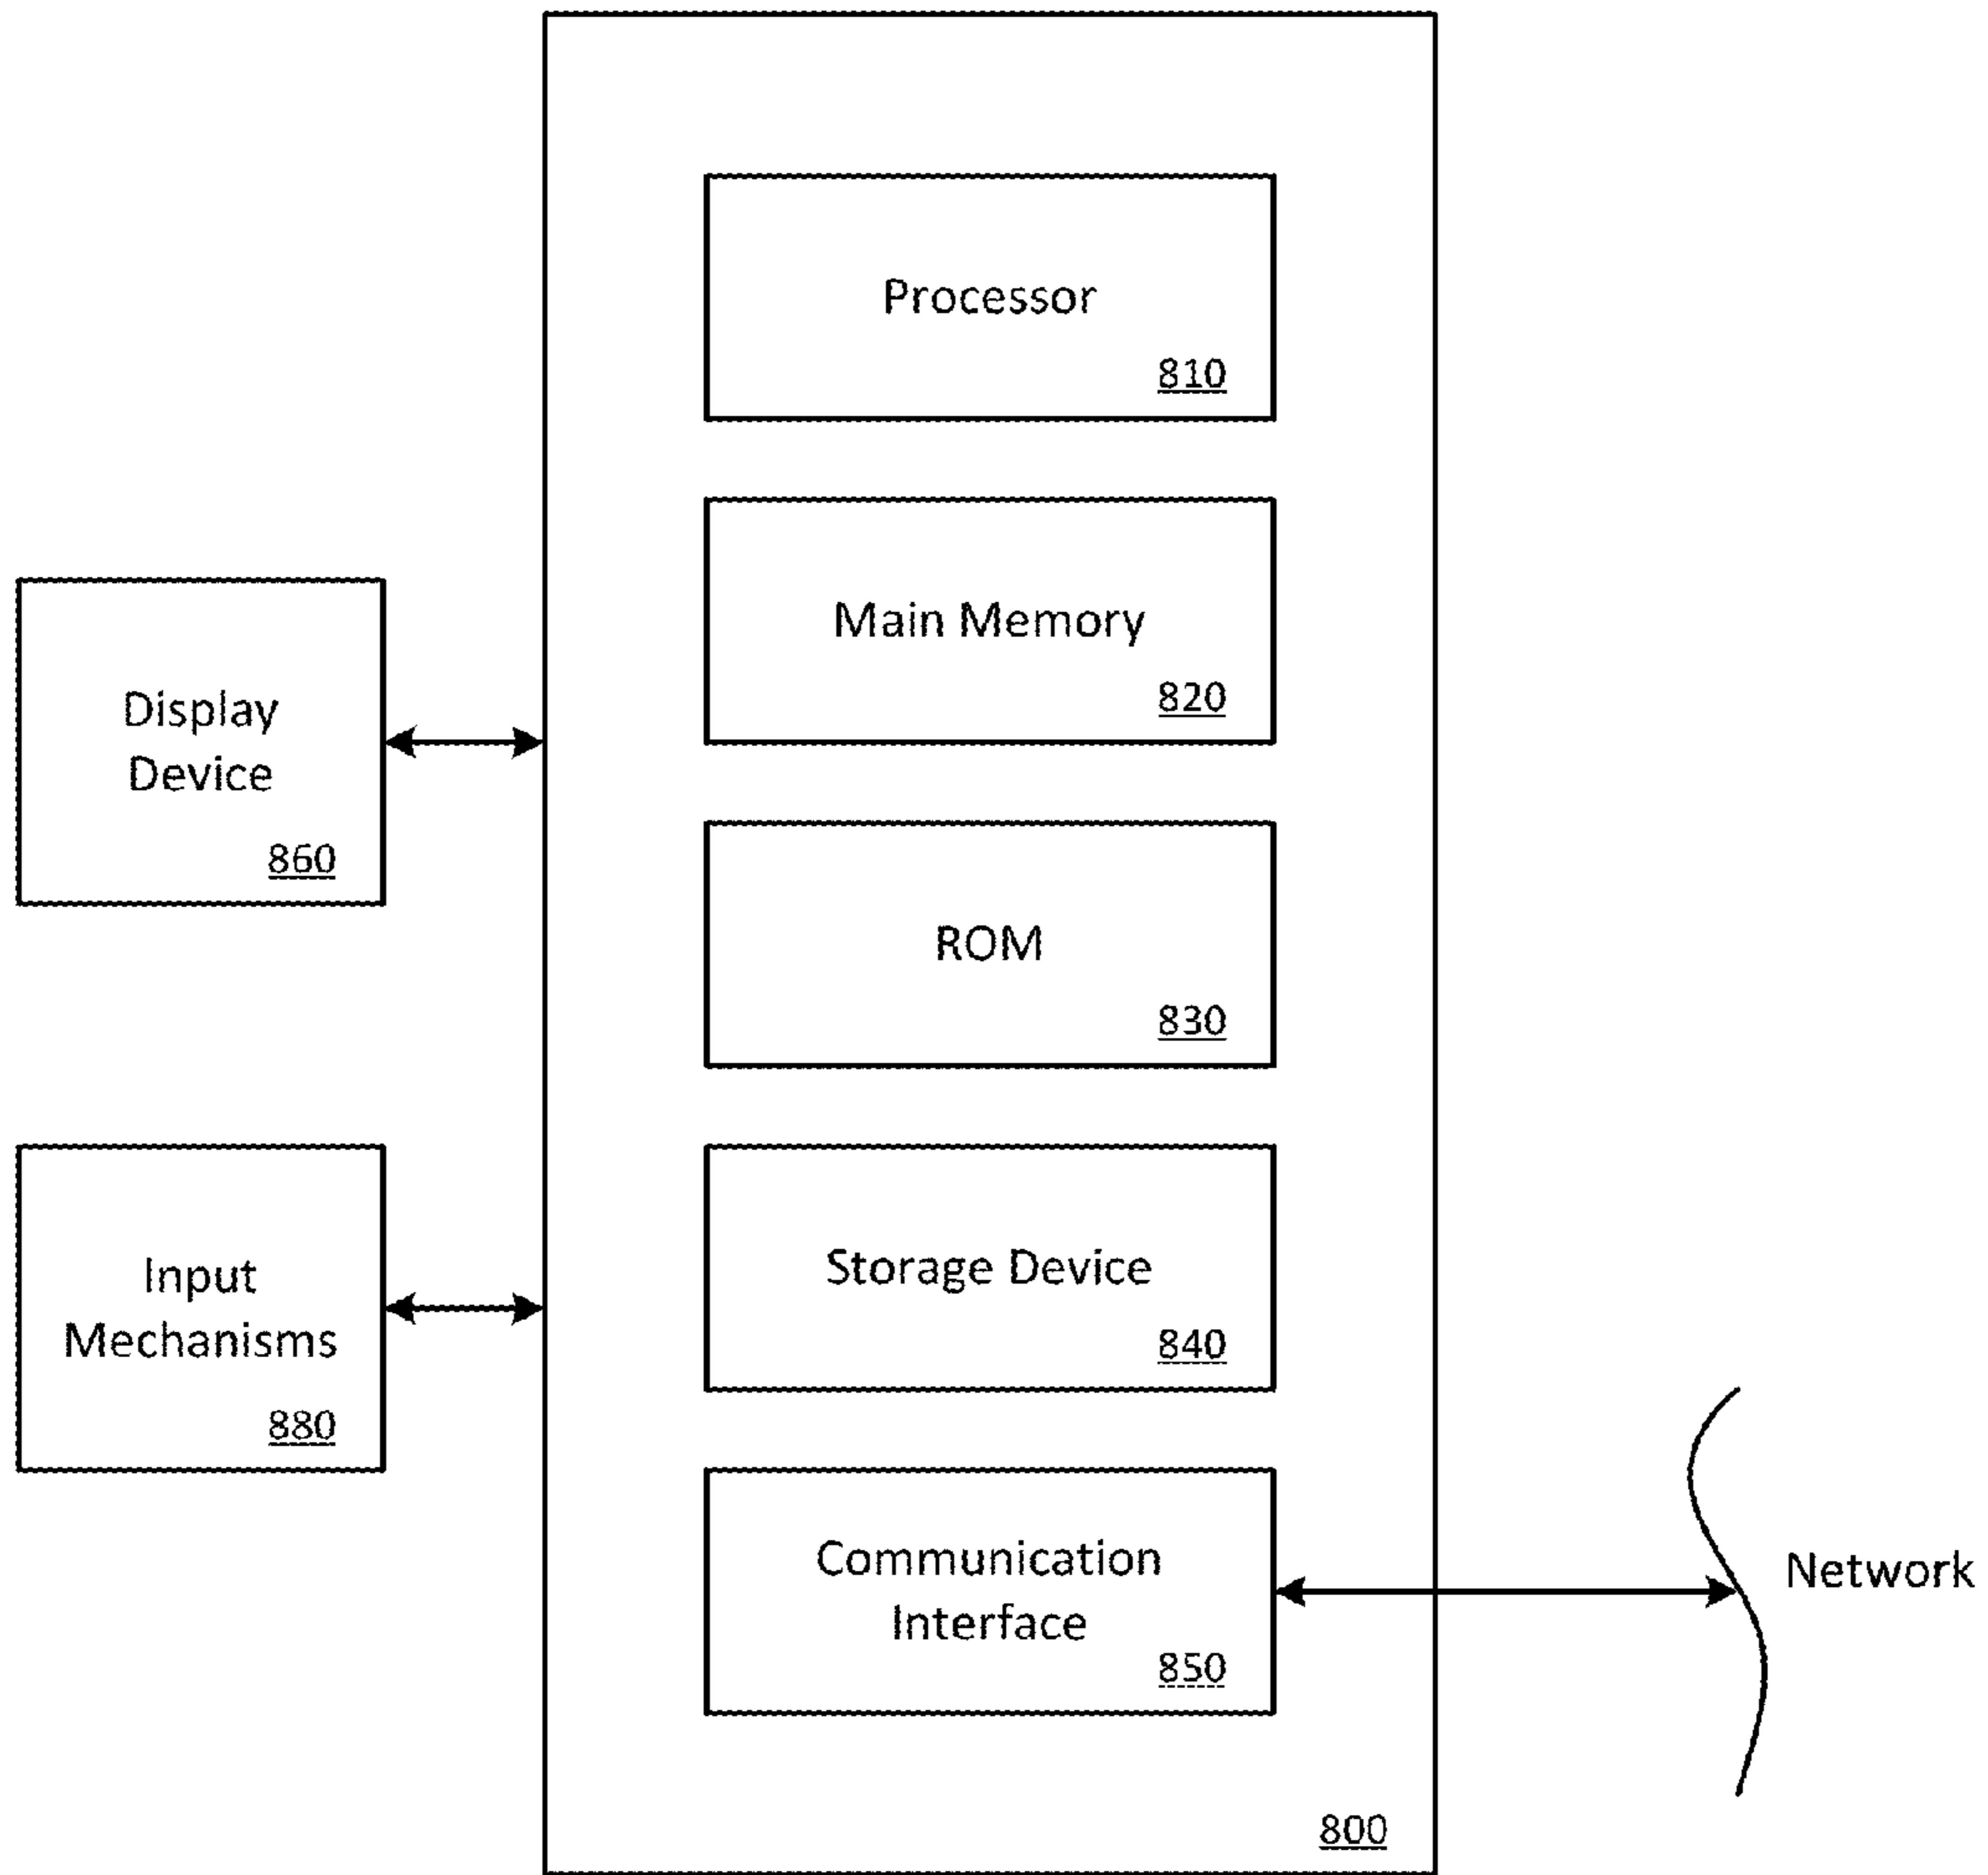 Processor
810
Main Memory
820
Display
Device
860
ROM
830
Input
Mechanisms
880
Storage Device
840
Communication
Interface
850
Network
800